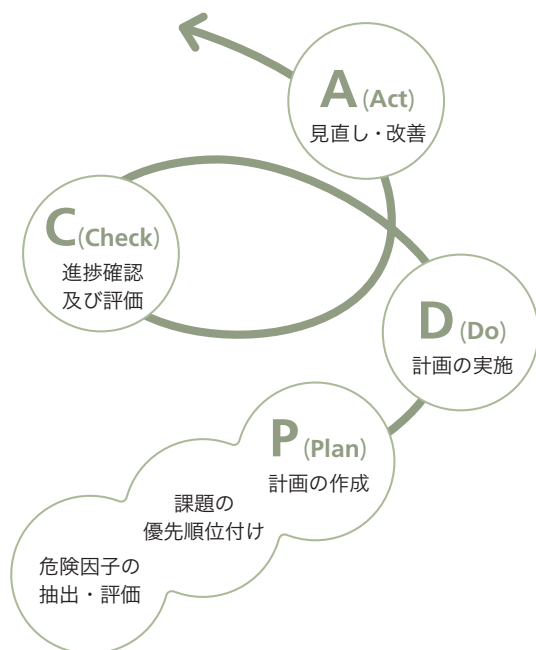 A (Act)
見直し・改善
C (Check)
進捗確認
及び評価
D (Do)
計画の実施
P (Plan)
計画の作成
課題の
優先順位付け
危険因子の
抽出・評価